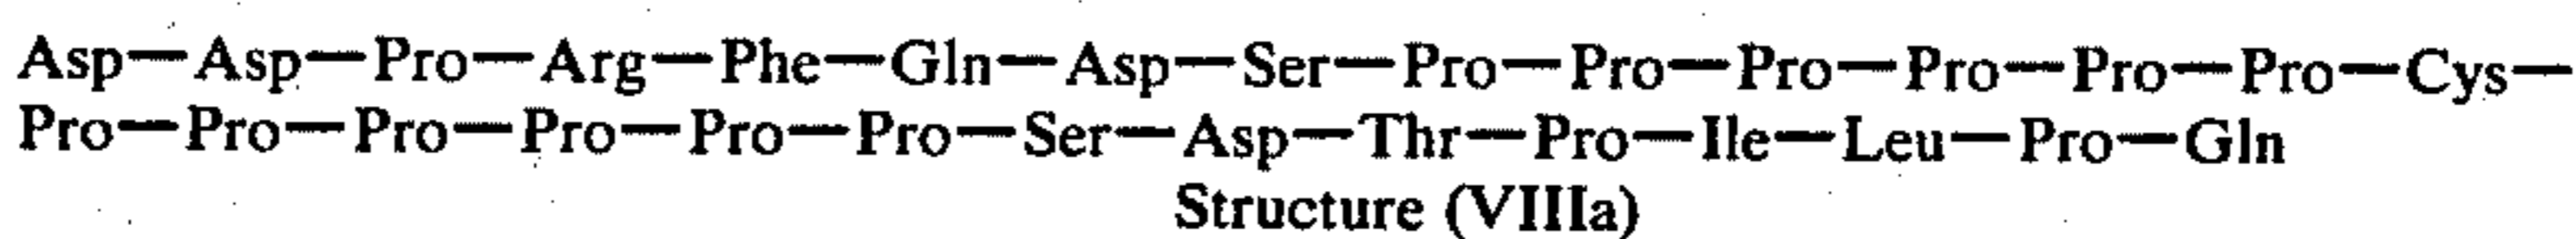 Asp—Asp—Pro—Arg—Phe—Gln—Asp—Ser—Pro—Pro—Pro—Pro—Pro—Pro—Cys—
Pro—Pro—Pro—Pro—Pro—Pro—Ser—Asp—Thr—Pro—Ile—Leu—Pro—Gln
Structure (VIIIa)